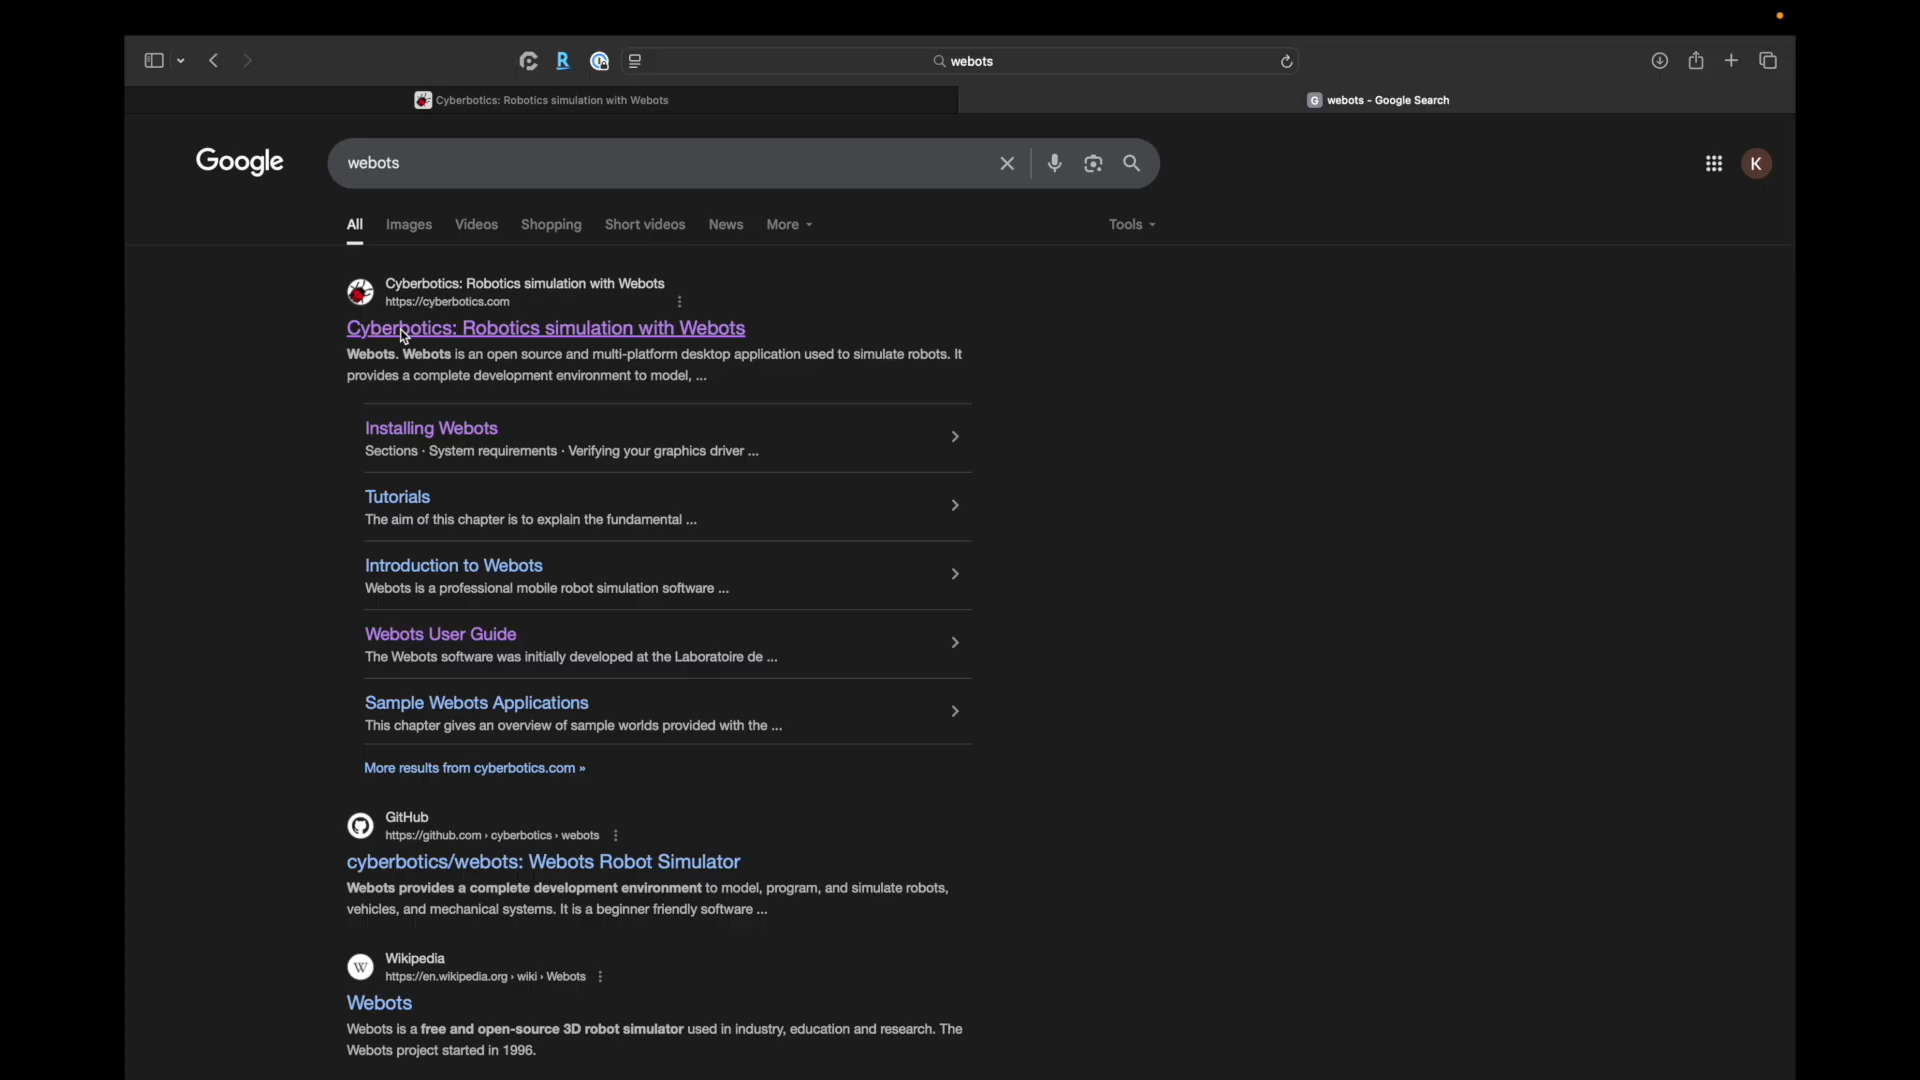 webots
Cyberbotics: Robotics simulation with Webots
G webots - Google Search
Google
webots
K
All Images Videos Shopping Short videos News More Tools
Cyberbotics: Robotics simulation with Webots
https://cyberbotics.com
Cyberbotics: Robotics simulation with Webots
Webots. Webots is an open source and multi-platform desktop application used to simulate robots. It
provides a complete development environment to model, ...
Installing Webots
Sections · System requirements · Verifying your graphics driver ...
Tutorials
The aim of this chapter is to explain the fundamental ...
Introduction to Webots
Webots is a professional mobile robot simulation software ...
Webots User Guide
The Webots software was initially developed at the Laboratoire de ...
Sample Webots Applications
This chapter gives an overview of sample worlds provided with the ...
More results from cyberbotics.com »
GitHub
https://github.com › cyberbotics › webots
cyberbotics/webots: Webots Robot Simulator
Webots provides a complete development environment to model, program, and simulate robots,
vehicles, and mechanical systems. It is a beginner friendly software ...
W
Wikipedia
https://en.wikipedia.org › wiki › Webots
Webots
Webots is a free and open-source 3D robot simulator used in industry, education and research. The
Webots project started in 1996.